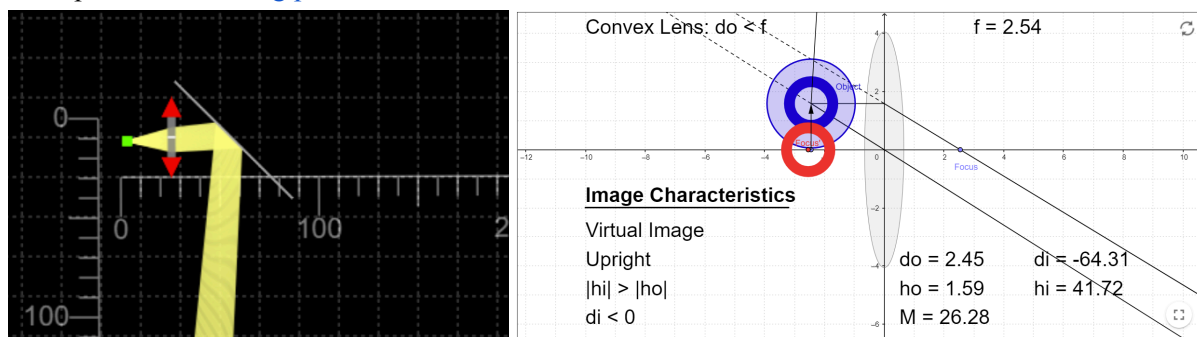 0
0
100
2
100
Convex Lens: do < f
f = 2.54
Object
Focus'
Focus
−12 −10 −8 −6 −4 −2 0 2 4 6 8 10
4
2
−2
−4
−6
Image Characteristics
Virtual Image
Upright
do = 2.45
di = -64.31
|hi| > |ho|
ho = 1.59
hi = 41.72
di < 0
M = 26.28